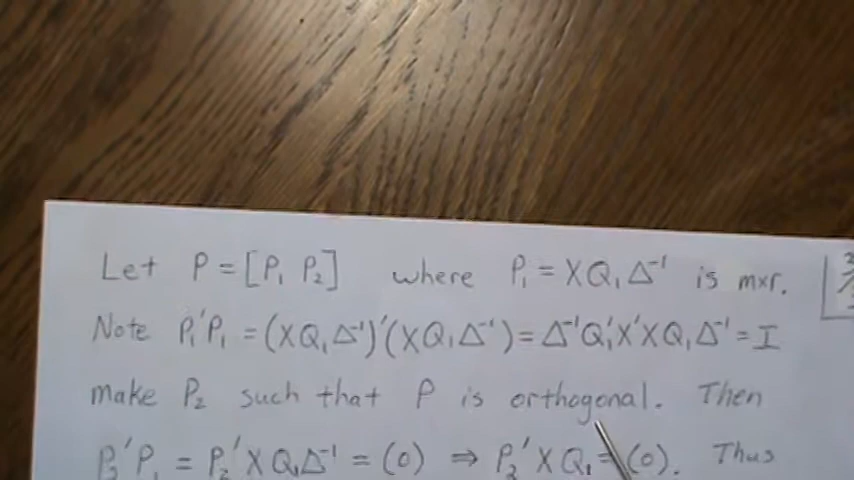 Let P = [P₁ P₂] where P₁ = XQ₁Δ⁻¹ is mxr.
Note P₁'P₁ = (XQ₁Δ⁻¹)'(XQ₁Δ⁻¹) = Δ⁻¹Q₁'X'XQ₁Δ⁻¹ = I
make P₂ such that P is orthogonal. Then
P₂'P₁ = P₂'XQ₁Δ⁻¹ = (0) ⇒ P₂'XQ₁ = (0). Thus